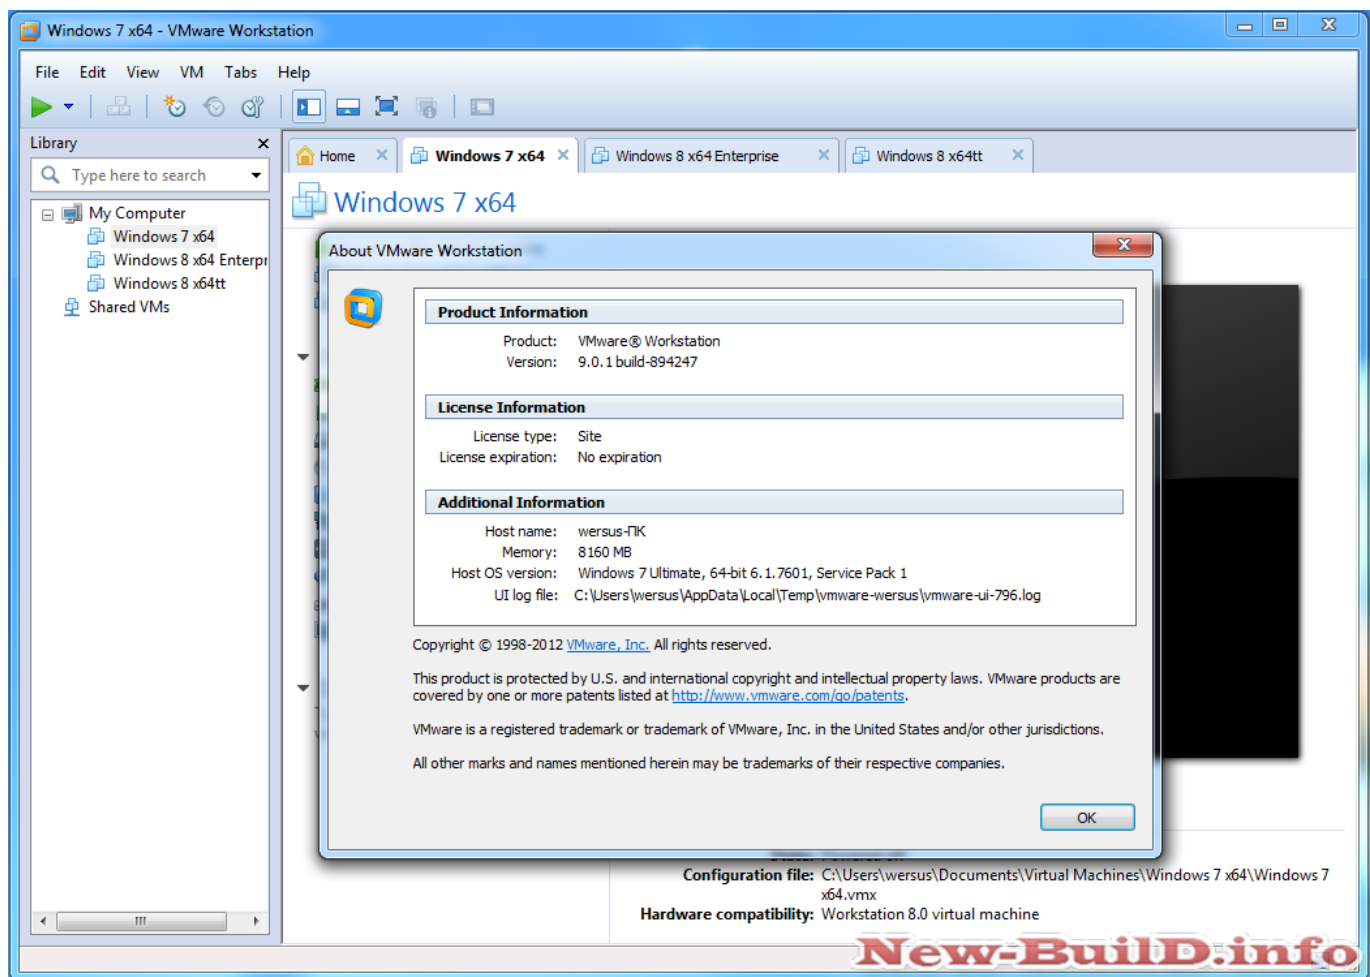 Windows 7 x64 - VMware Workstation
File Edit View VM Tabs Help
Library
Type here to search
My Computer
Windows 7 x64
Windows 8 x64 Enterpr
Windows 8 x64tt
Shared VMs
Home Windows 7 x64 Windows 8 x64 Enterprise Windows 8 x64tt
Windows 7 x64
About VMware Workstation
Product Information
Product: VMware® Workstation
Version: 9.0.1 build-894247
License Information
License type: Site
License expiration: No expiration
Additional Information
Host name: wersus-ПК
Memory: 8160 MB
Host OS version: Windows 7 Ultimate, 64-bit 6.1.7601, Service Pack 1
UI log file: C:\Users\wersus\AppData\Local\Temp\vmware-wersus\vmware-ui-796.log
Copyright © 1998-2012 VMware, Inc. All rights reserved.
This product is protected by U.S. and international copyright and intellectual property laws. VMware products are
covered by one or more patents listed at http://www.vmware.com/go/patents.
VMware is a registered trademark or trademark of VMware, Inc. in the United States and/or other jurisdictions.
All other marks and names mentioned herein may be trademarks of their respective companies.
OK
Configuration file: C:\Users\wersus\Documents\Virtual Machines\Windows 7 x64\Windows 7
x64.vmx
Hardware compatibility: Workstation 8.0 virtual machine
New-BuilD.info